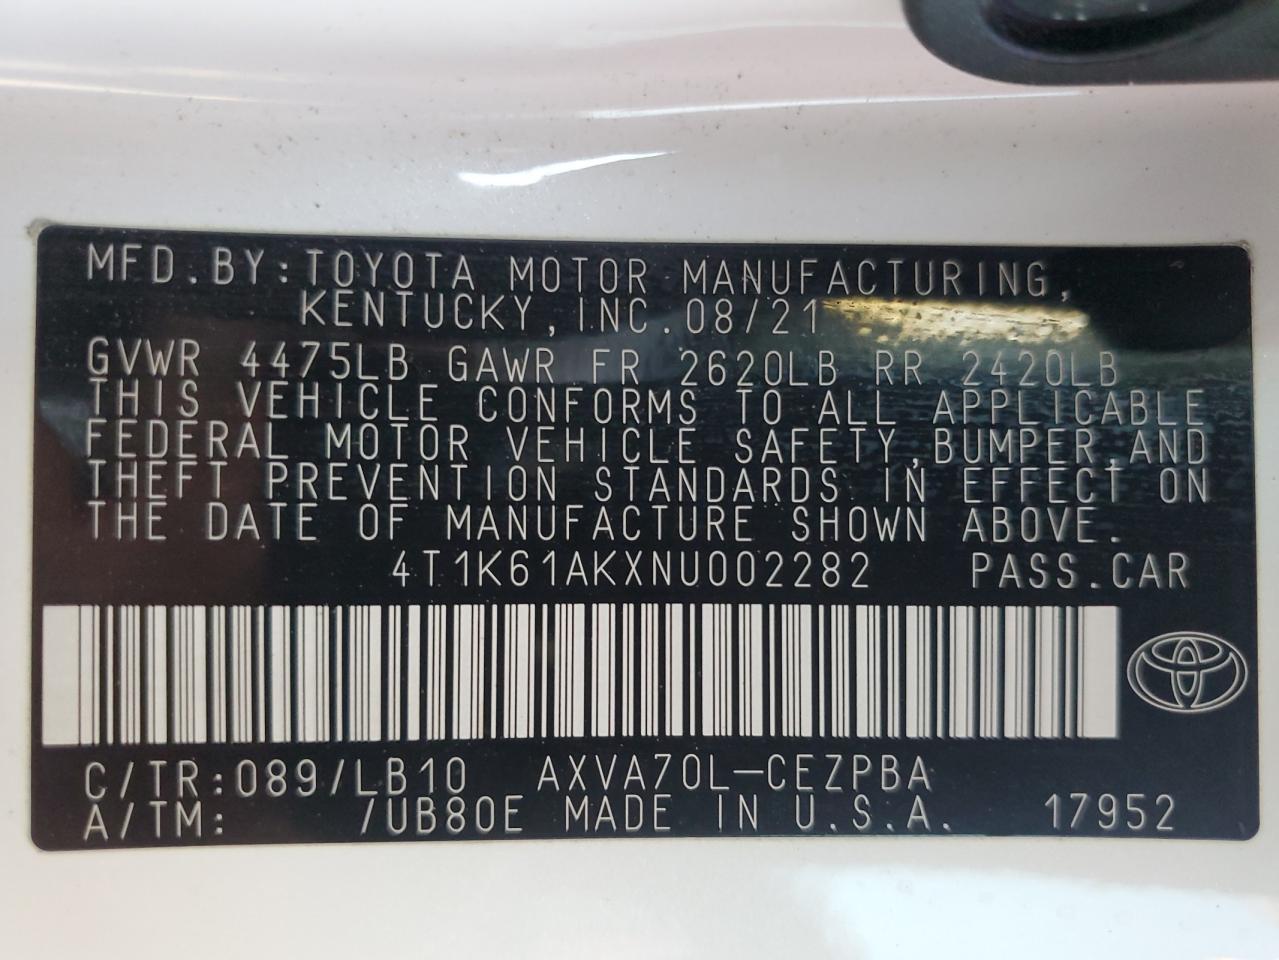 MFD.BY:TOYOTA MOTOR MANUFACTURING,
KENTUCKY,INC.08/21
GVWR 4475LB GAWR FR 2620LB RR 2420LB
THIS VEHICLE CONFORMS TO ALL APPLICABLE
FEDERAL MOTOR VEHICLE SAFETY,BUMPER,AND
THEFT PREVENTION STANDARDS IN EFFECT ON
THE DATE OF MANUFACTURE SHOWN ABOVE.
4T1K61AKXNU002282 PASS.CAR
C/TR:089/LB10 AXVA70L-CEZPBA
A/TM: /UB80E MADE IN U.S.A. 17952